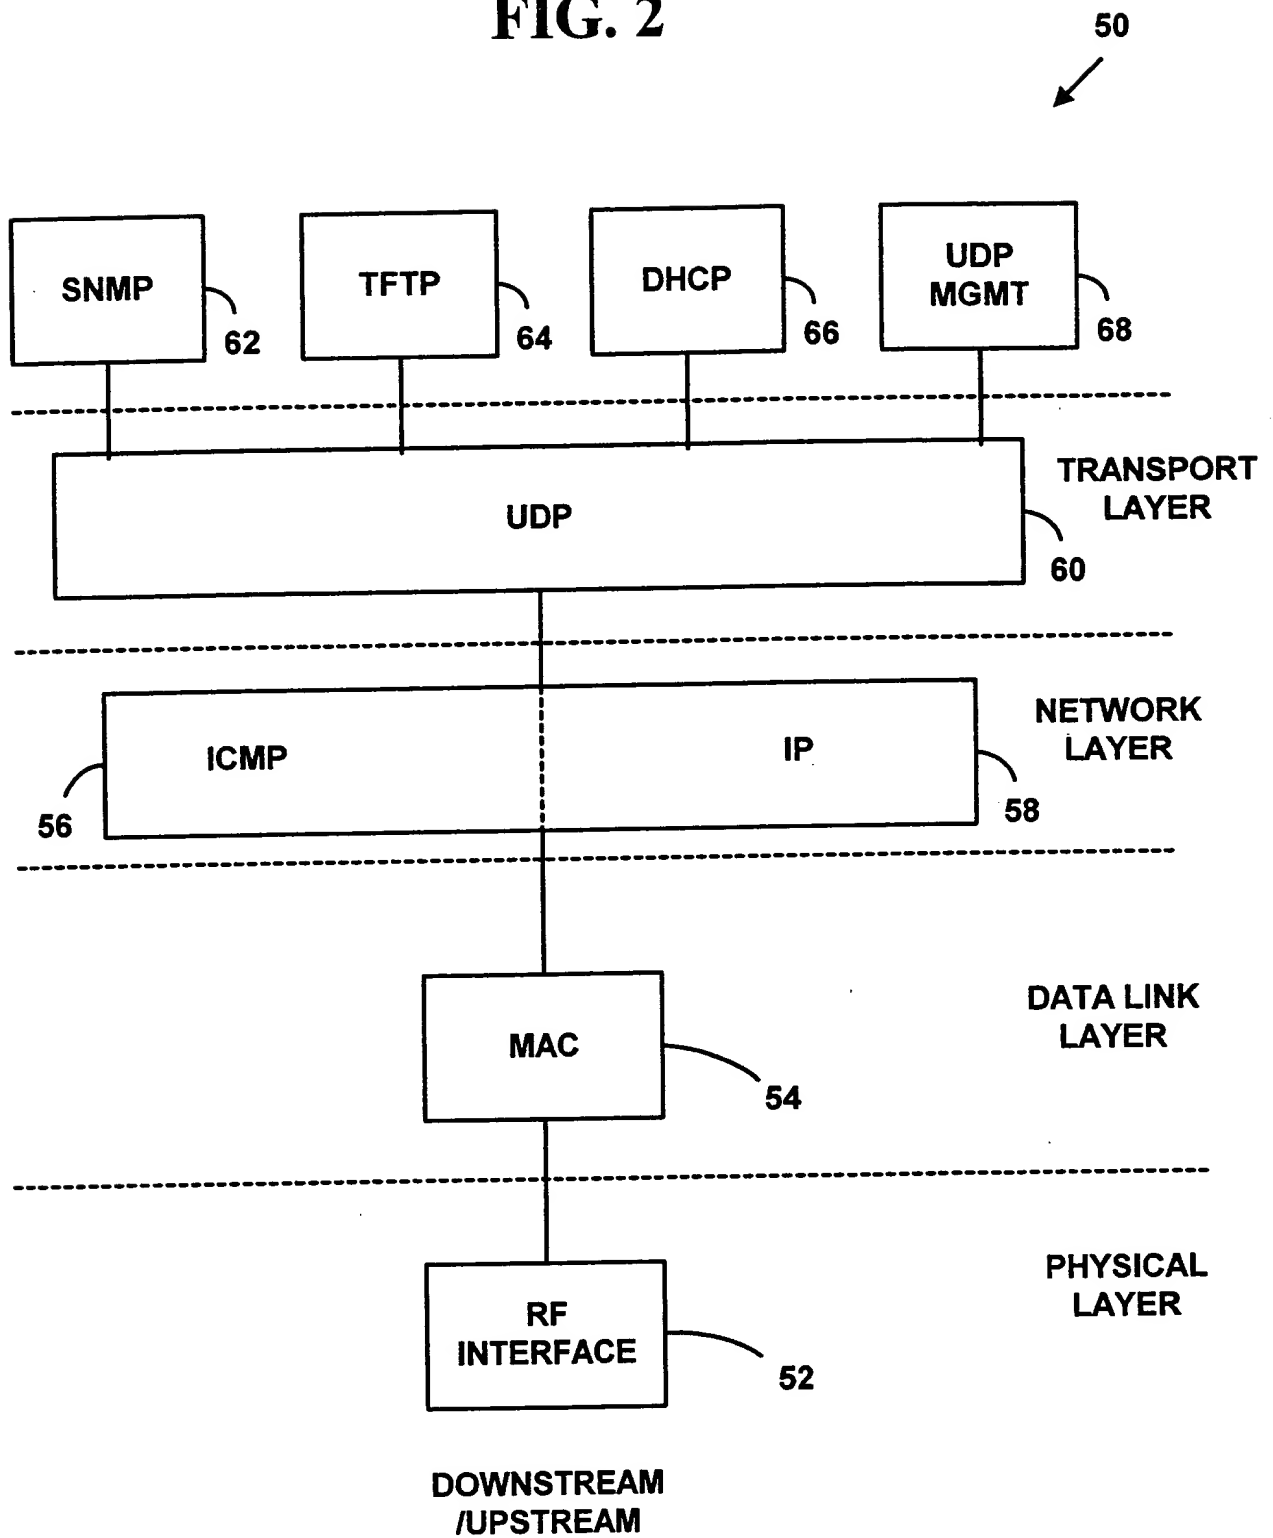 FIG. 2
50
SNMP
62
TFTP
64
DHCP
66
UDP
MGMT
68
TRANSPORT
LAYER
UDP
60
NETWORK
LAYER
ICMP
IP
56
58
DATA LINK
LAYER
MAC
54
PHYSICAL
LAYER
RF
INTERFACE
52
DOWNSTREAM
/UPSTREAM